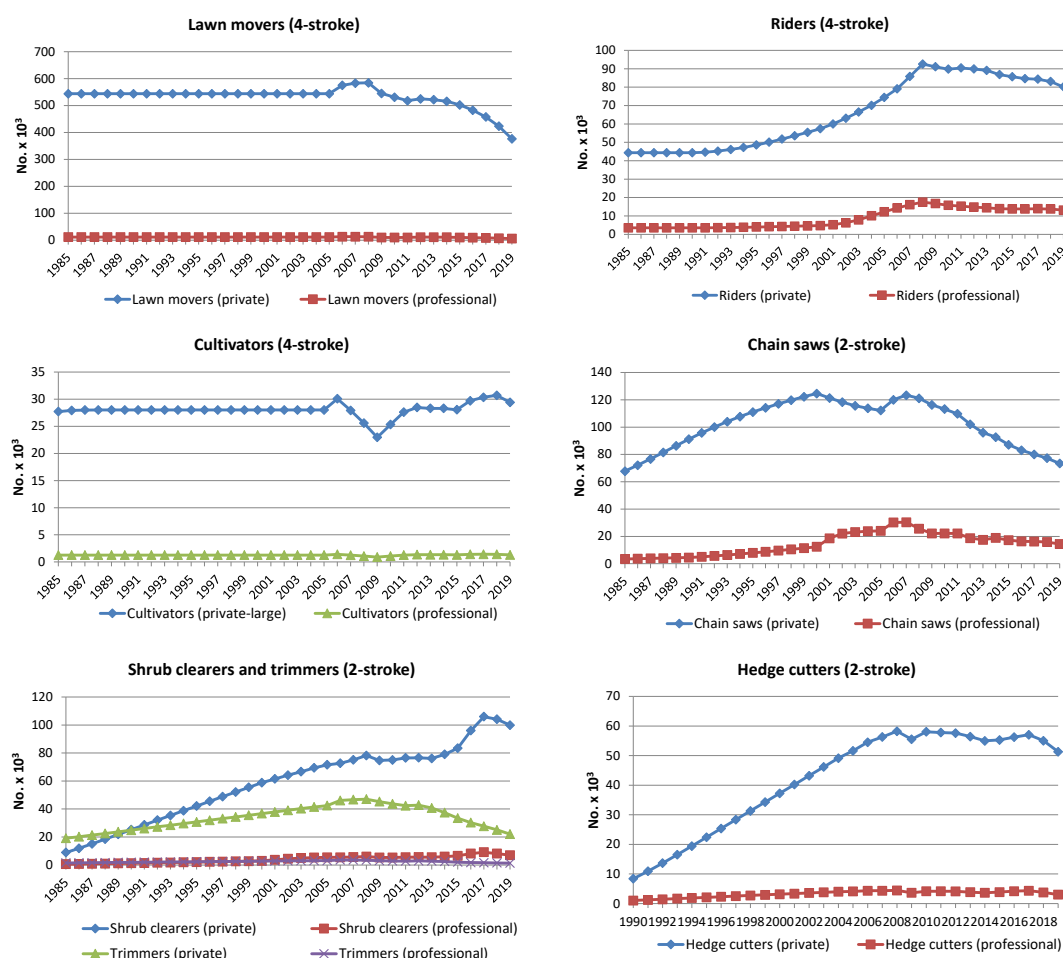 Lawn movers (4-stroke)
No. x 10³
700
600
500
400
300
200
100
0
1985 1987 1989 1991 1993 1995 1997 1999 2001 2003 2005 2007 2009 2011 2013 2015 2017 2019
Lawn movers (private) Lawn movers (professional)
Riders (4-stroke)
No. x 10³
100
90
80
70
60
50
40
30
20
10
0
1985 1987 1989 1991 1993 1995 1997 1999 2001 2003 2005 2007 2009 2011 2013 2015 2017 2019
Riders (private) Riders (professional)
Cultivators (4-stroke)
No. x 10³
35
30
25
20
15
10
5
0
1985 1987 1989 1991 1993 1995 1997 1999 2001 2003 2005 2007 2009 2011 2013 2015 2017 2019
Cultivators (private-large) Cultivators (professional)
Chain saws (2-stroke)
No. x 10³
140
120
100
80
60
40
20
0
1985 1987 1989 1991 1993 1995 1997 1999 2001 2003 2005 2007 2009 2011 2013 2015 2017 2019
Chain saws (private) Chain saws (professional)
Shrub clearers and trimmers (2-stroke)
No. x 10³
120
100
80
60
40
20
0
1985 1987 1989 1991 1993 1995 1997 1999 2001 2003 2005 2007 2009 2011 2013 2015 2017 2019
Shrub clearers (private) Shrub clearers (professional)
Trimmers (private) Trimmers (professional)
Hedge cutters (2-stroke)
No. x 10³
70
60
50
40
30
20
10
0
1990 1992 1994 1996 1998 2000 2002 2004 2006 2008 2010 2012 2014 2016 2018
Hedge cutters (private) Hedge cutters (professional)